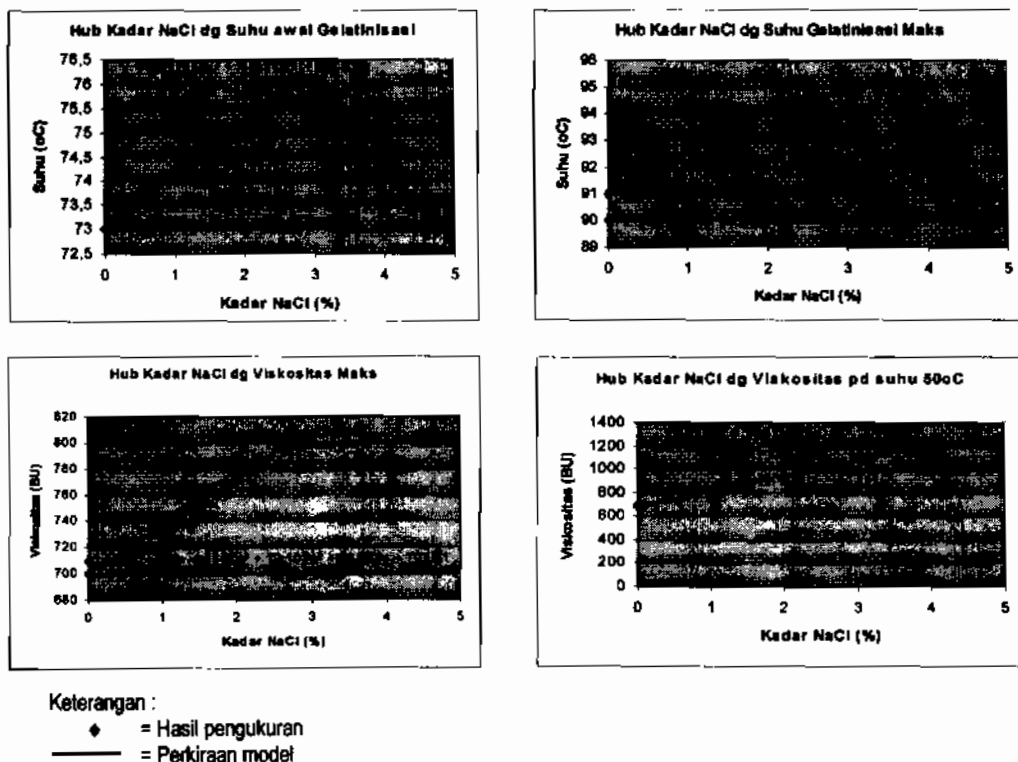 Hub Kadar NaCl dg Suhu awal Gelatinisasi
76,5
76
75,5
75
74,5
74
73,5
73
72,5
Suhu (oC)
0 1 2 3 4 5
Kadar NaCl (%)
Hub Kadar NaCl dg Suhu Gelatinisasi Maks
96
95
94
93
92
91
90
89
Suhu (oC)
0 1 2 3 4 5
Kadar NaCl (%)
Hub Kadar NaCl dg Viskositas Maks
820
800
780
760
740
720
700
680
Viskositas (BU)
0 1 2 3 4 5
Kadar NaCl (%)
Hub Kadar NaCl dg Viskositas pd suhu 50oC
1400
1200
1000
800
600
400
200
0
Viskositas (BU)
0 1 2 3 4 5
Kadar NaCl (%)
Keterangan :
= Hasil pengukuran
= Perkiraan model